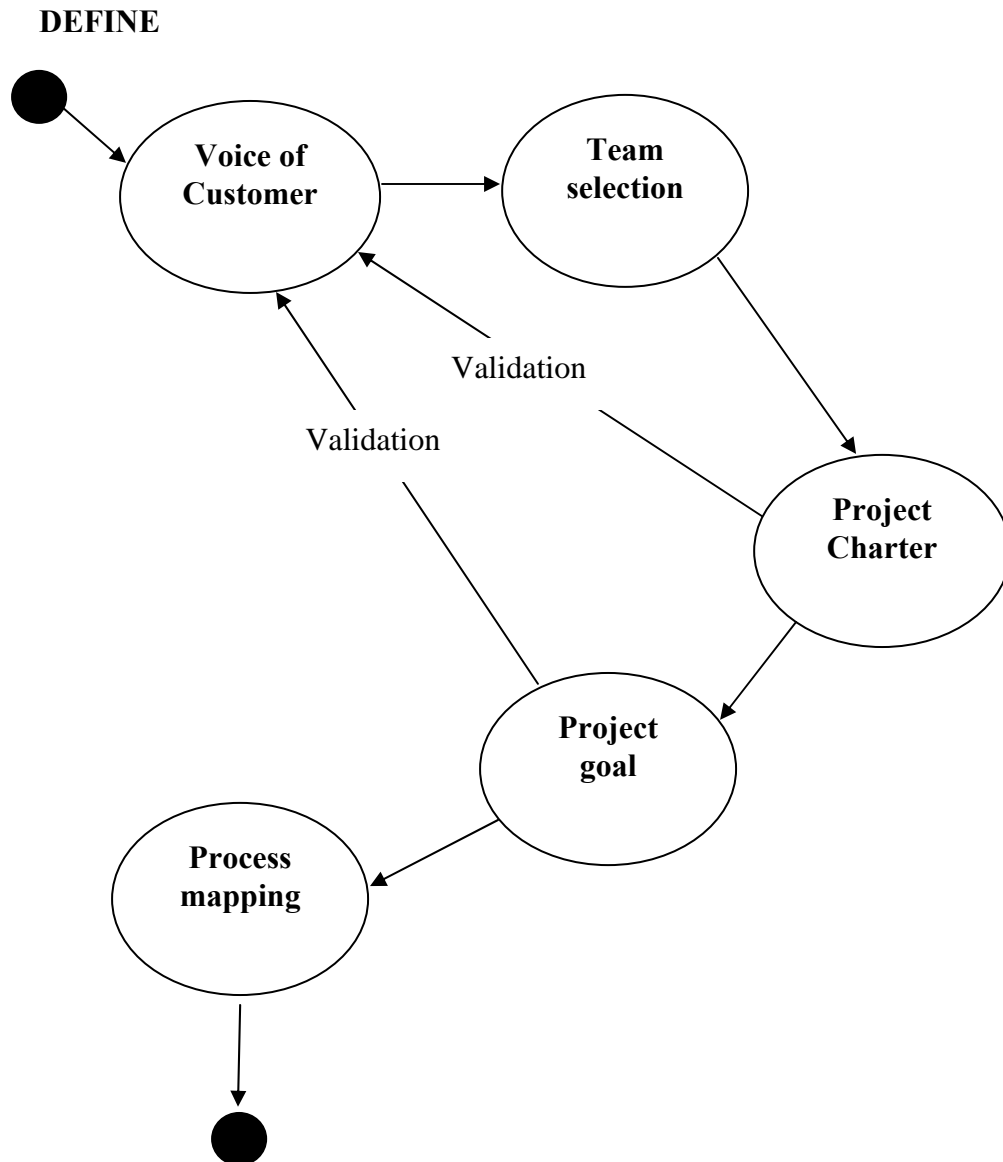 DEFINE
Voice of
Customer
Team
selection
Validation
Validation
Project
Charter
Project
goal
Process
mapping